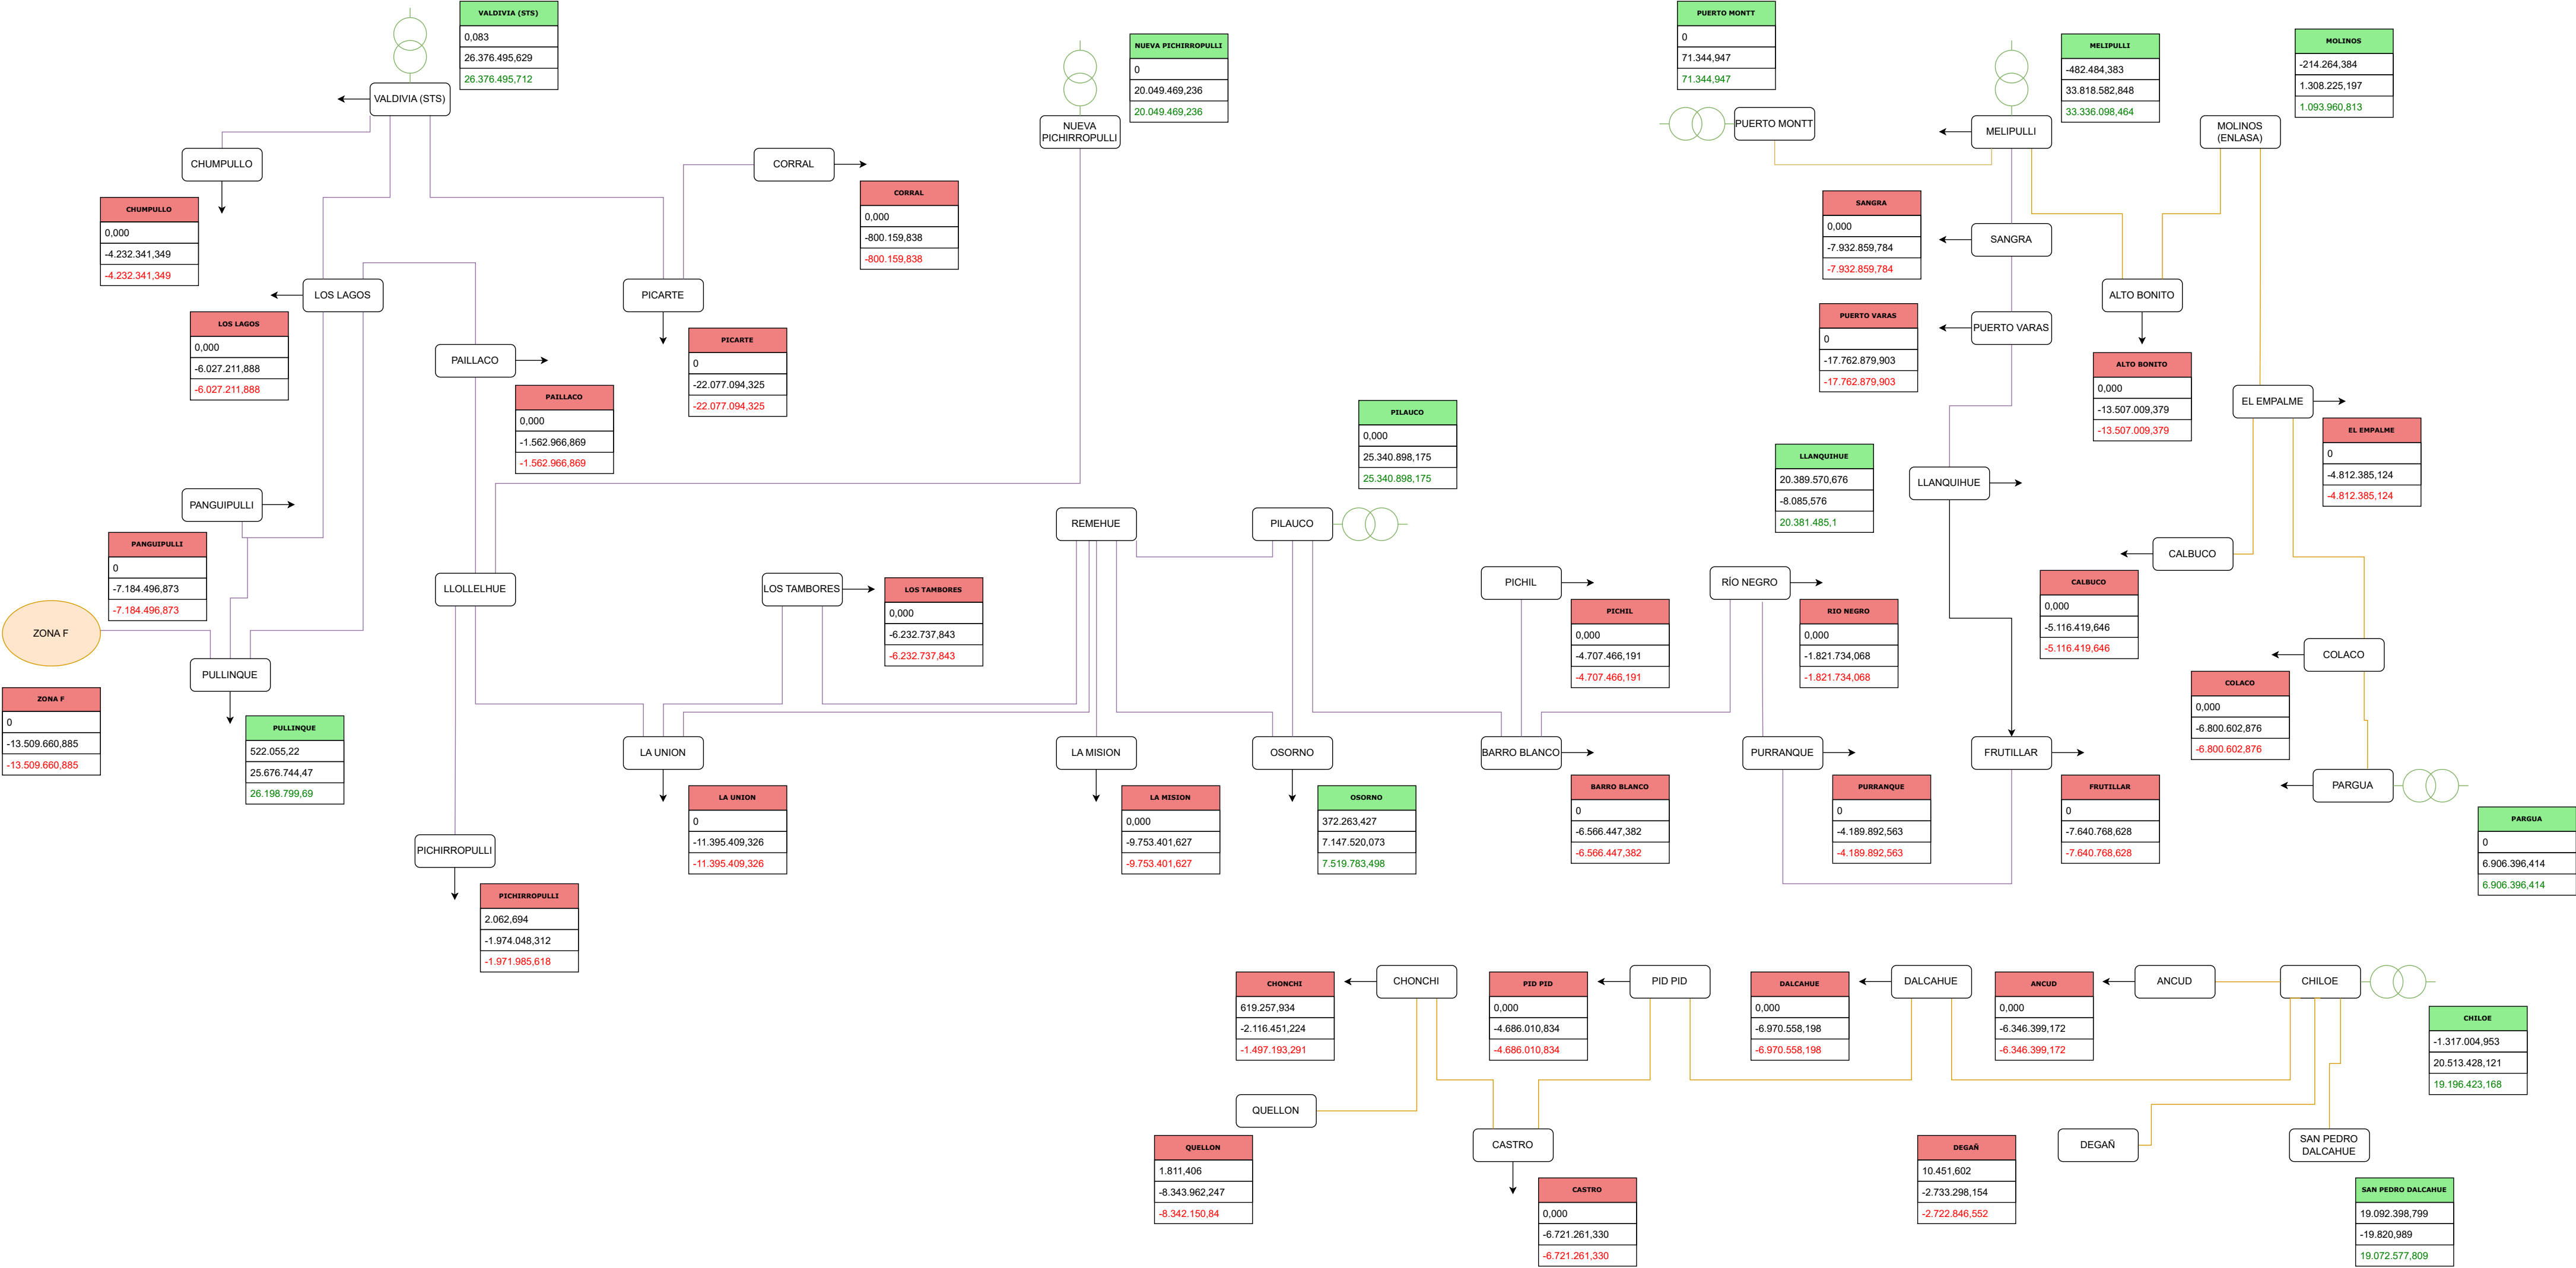 VALDIVIA (STS)
0,083
26.376.495,629
26.376.495,712
VALDIVIA (STS)
NUEVA PICHIRROPULLI
0
20.049.469,236
20.049.469,236
NUEVA
PICHIRROPULLI
PUERTO MONTT
0
71.344,947
71.344,947
PUERTO MONTT
MELIPULLI
-482.484,383
33.818.582,848
33.336.098,464
MELIPULLI
MOLINOS
-214.264,384
1.308.225,197
1.093.960,813
MOLINOS
(ENLASA)
CHUMPULLO
CHUMPULLO
0,000
-4.232.341,349
-4.232.341,349
CORRAL
CORRAL
0,000
-800.159,838
-800.159,838
SANGRA
0,000
-7.932.859,784
-7.932.859,784
SANGRA
LOS LAGOS
LOS LAGOS
0,000
-6.027.211,888
-6.027.211,888
PICARTE
PICARTE
0
-22.077.094,325
-22.077.094,325
PUERTO VARAS
0
-17.762.879,903
-17.762.879,903
PUERTO VARAS
ALTO BONITO
ALTO BONITO
0,000
-13.507.009,379
-13.507.009,379
PAILLACO
PAILLACO
0,000
-1.562.966,869
-1.562.966,869
PILAUCO
0,000
25.340.898,175
25.340.898,175
EL EMPALME
EL EMPALME
0
-4.812.385,124
-4.812.385,124
LLANQUIHUE
20.389.570,676
-8.085,576
20.381.485,1
LLANQUIHUE
PANGUIPULLI
PANGUIPULLI
0
-7.184.496,873
-7.184.496,873
REMEHUE
PILAUCO
CALBUCO
CALBUCO
0,000
-5.116.419,646
-5.116.419,646
LLOLLELHUE
LOS TAMBORES
LOS TAMBORES
0,000
-6.232.737,843
-6.232.737,843
PICHIL
PICHIL
0,000
-4.707.466,191
-4.707.466,191
RÍO NEGRO
RIO NEGRO
0,000
-1.821.734,068
-1.821.734,068
ZONA F
ZONA F
0
-13.509.660,885
-13.509.660,885
PULLINQUE
PULLINQUE
522.055,22
25.676.744,47
26.198.799,69
COLACO
COLACO
0,000
-6.800.602,876
-6.800.602,876
LA UNION
LA UNION
0
-11.395.409,326
-11.395.409,326
LA MISION
LA MISION
0,000
-9.753.401,627
-9.753.401,627
OSORNO
OSORNO
372.263,427
7.147.520,073
7.519.783,498
BARRO BLANCO
BARRO BLANCO
0
-6.566.447,382
-6.566.447,382
PURRANQUE
PURRANQUE
0
-4.189.892,563
-4.189.892,563
FRUTILLAR
FRUTILLAR
0
-7.640.768,628
-7.640.768,628
PARGUA
PARGUA
0
6.906.396,414
6.906.396,414
PICHIRROPULLI
PICHIRROPULLI
2.062,694
-1.974.048,312
-1.971.985,618
CHONCHI
619.257,934
-2.116.451,224
-1.497.193,291
CHONCHI
PID PID
0,000
-4.686.010,834
-4.686.010,834
PID PID
DALCAHUE
0,000
-6.970.558,198
-6.970.558,198
DALCAHUE
ANCUD
0,000
-6.346.399,172
-6.346.399,172
ANCUD
CHILOE
CHILOE
-1.317.004,953
20.513.428,121
19.196.423,168
QUELLON
QUELLON
1.811,406
-8.343.962,247
-8.342.150,84
CASTRO
CASTRO
0,000
-6.721.261,330
-6.721.261,330
DEGAÑ
10.451,602
-2.733.298,154
-2.722.846,552
DEGAÑ
SAN PEDRO
DALCAHUE
SAN PEDRO DALCAHUE
19.092.398,799
-19.820,989
19.072.577,809